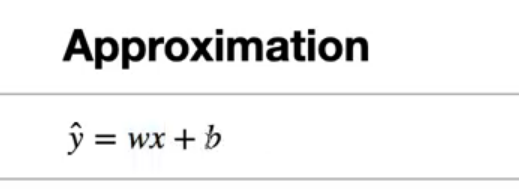 Approximation
ŷ = wx + b